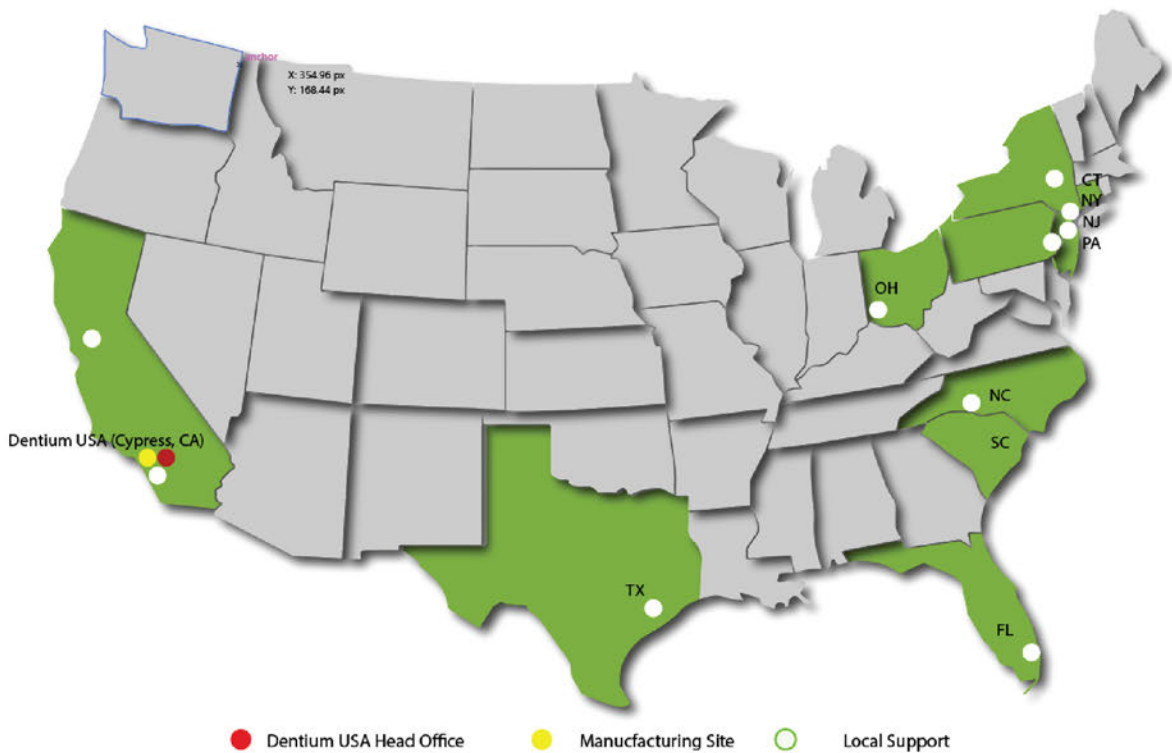 anchor
X: 354.96 px
Y: 168.44 px
CT
NY
NJ
PA
OH
NC
SC
Dentium USA (Cypress, CA)
TX
FL
Dentium USA Head Office
Manucfacturing Site
Local Support